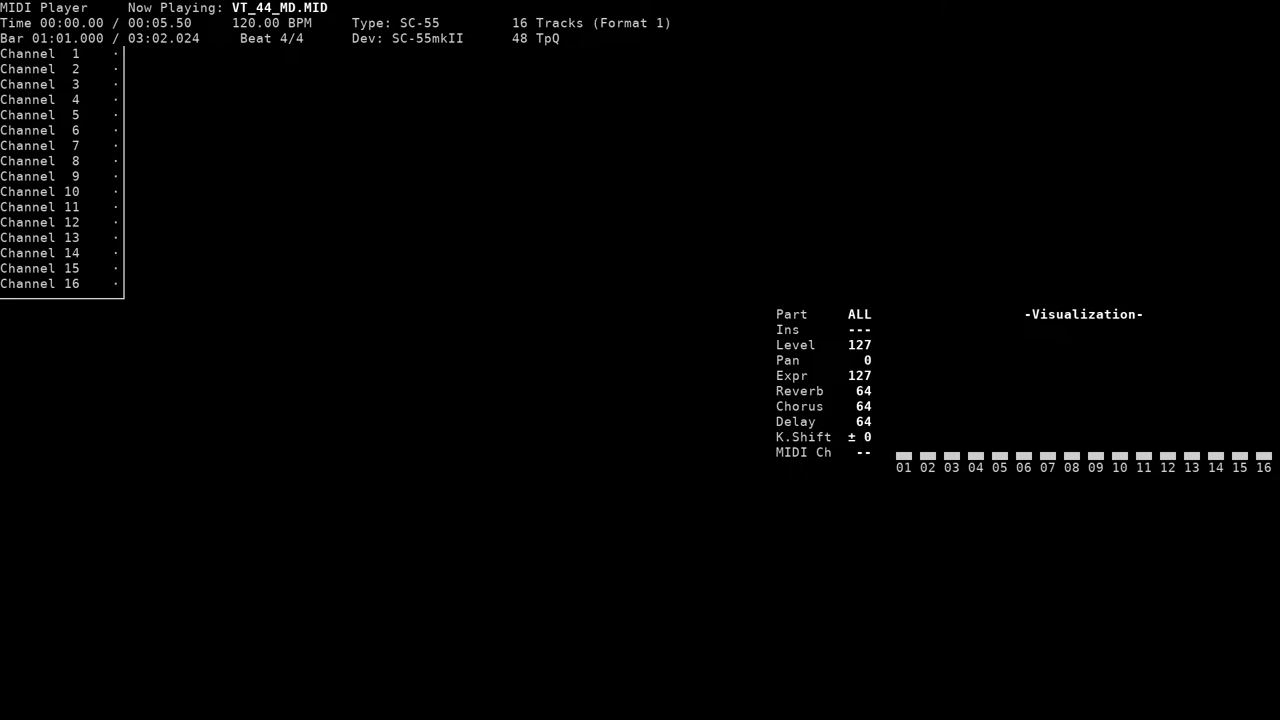 MIDI Player     Now Playing: VT_44_MD.MID
Time 00:00.00 / 00:05.50     120.00 BPM     Type: SC-55         16 Tracks (Format 1)
Bar 01:01.000 / 03:02.024     Beat 4/4      Dev: SC-55mkII      48 TpQ
Channel  1    ·
Channel  2    ·
Channel  3    ·
Channel  4    ·
Channel  5    ·
Channel  6    ·
Channel  7    ·
Channel  8    ·
Channel  9    ·
Channel 10    ·
Channel 11    ·
Channel 12    ·
Channel 13    ·
Channel 14    ·
Channel 15    ·
Channel 16    ·
Part     ALL     -Visualization-
Ins      ---
Level    127
Pan        0
Expr     127
Reverb    64
Chorus    64
Delay     64
K.Shift  ± 0
MIDI Ch   --
01 02 03 04 05 06 07 08 09 10 11 12 13 14 15 16